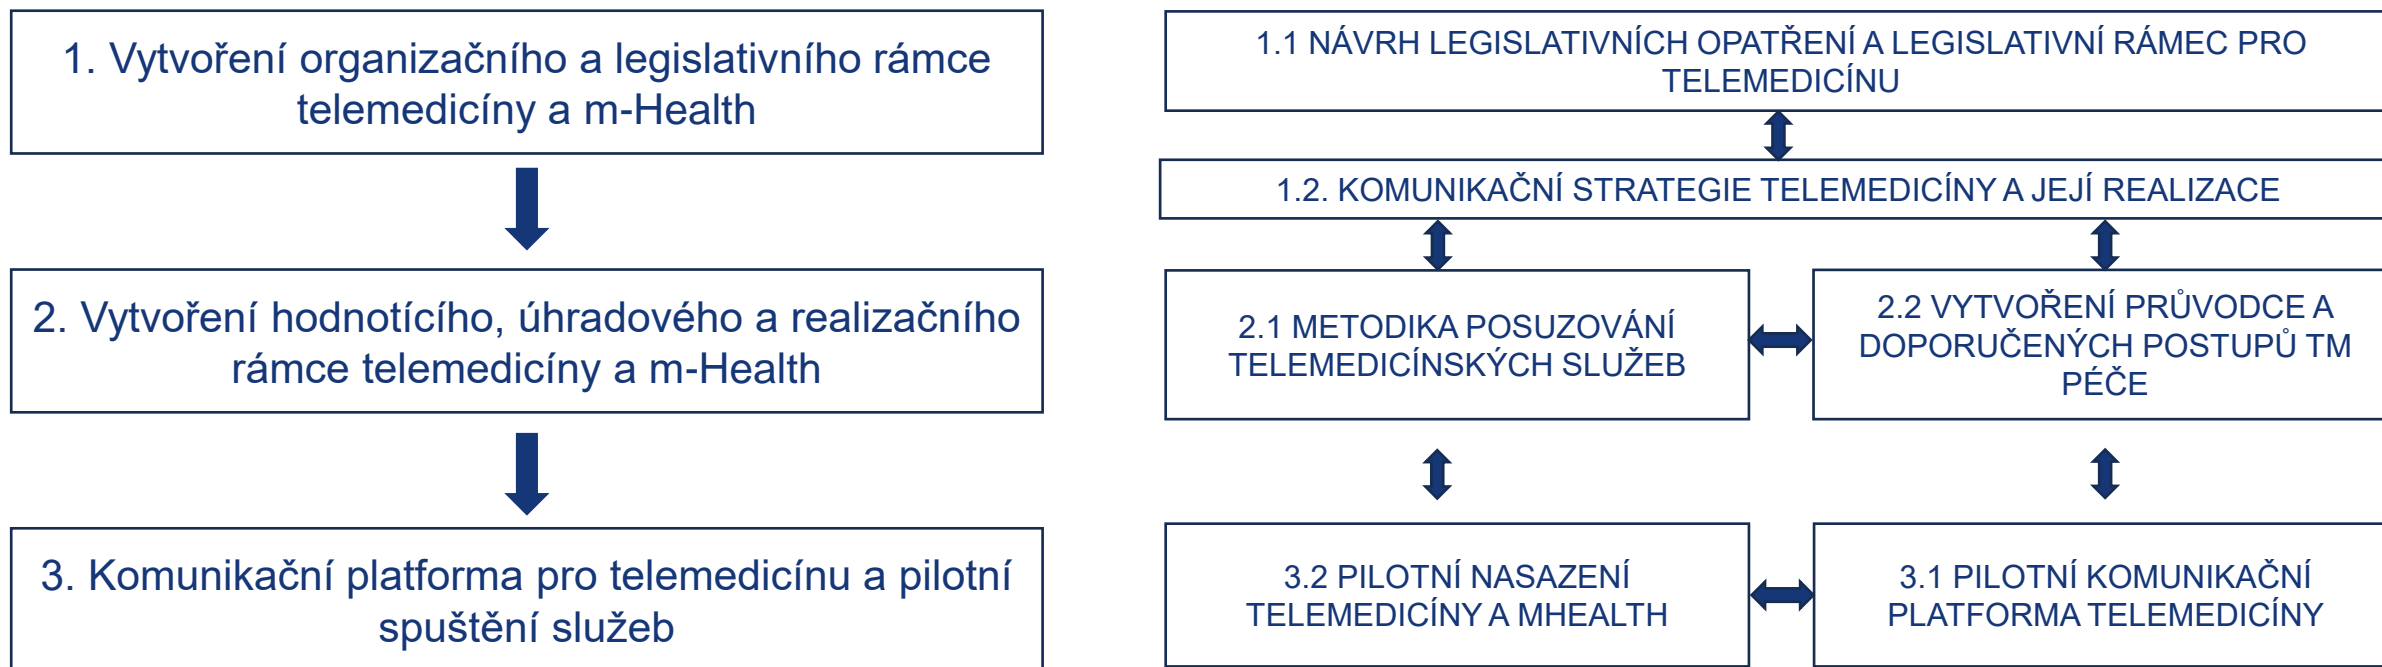 1. Vytvoření organizačního a legislativního rámce
telemedicíny a m-Health
2. Vytvoření hodnotícího, úhradového a realizačního
rámce telemedicíny a m-Health
3. Komunikační platforma pro telemedicínu a pilotní
spuštění služeb
1.1 NÁVRH LEGISLATIVNÍCH OPATŘENÍ A LEGISLATIVNÍ RÁMEC PRO
TELEMEDICÍNU
1.2. KOMUNIKAČNÍ STRATEGIE TELEMEDICÍNY A JEJÍ REALIZACE
2.1 METODIKA POSUZOVÁNÍ
TELEMEDICÍNSKÝCH SLUŽEB
2.2 VYTVOŘENÍ PRŮVODCE A
DOPORUČENÝCH POSTUPŮ TM
PÉČE
3.2 PILOTNÍ NASAZENÍ
TELEMEDICÍNY A MHEALTH
3.1 PILOTNÍ KOMUNIKAČNÍ
PLATFORMA TELEMEDICÍNY